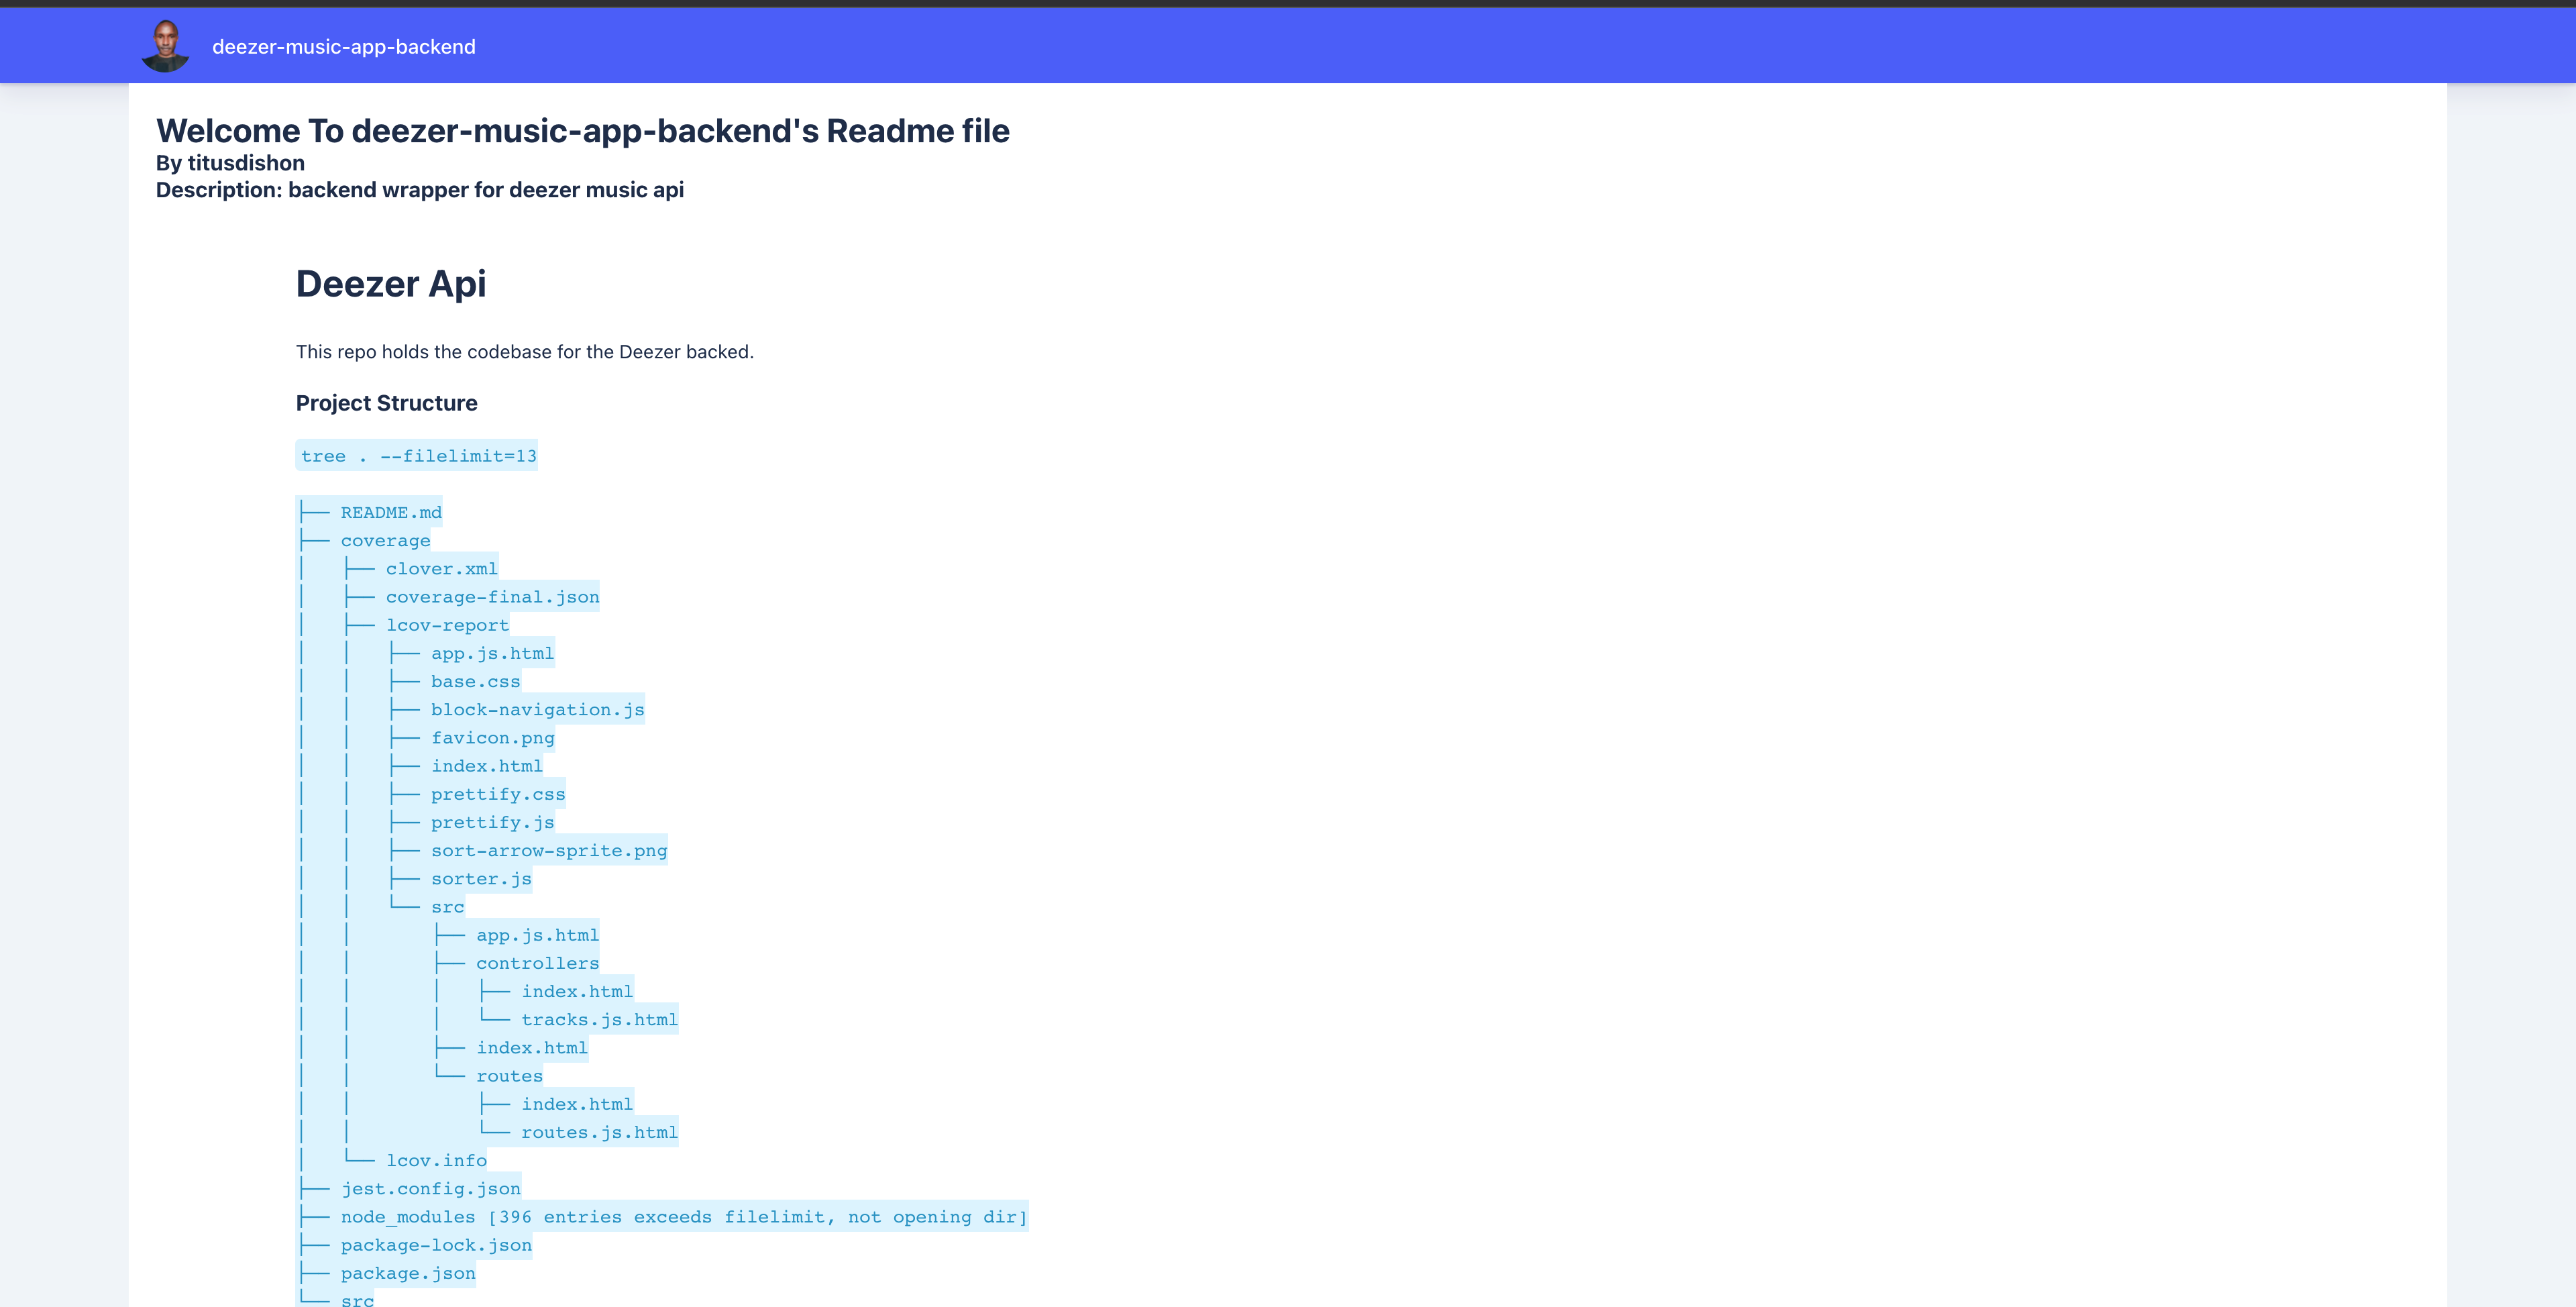 deezer-music-app-backend
Welcome To deezer-music-app-backend's Readme file
By titusdishon
Description: backend wrapper for deezer music api
Deezer Api
This repo holds the codebase for the Deezer backed.
Project Structure
tree . --filelimit=13
├── README.md
├── coverage
│   ├── clover.xml
│   ├── coverage-final.json
│   ├── lcov-report
│   │   ├── app.js.html
│   │   ├── base.css
│   │   ├── block-navigation.js
│   │   ├── favicon.png
│   │   ├── index.html
│   │   ├── prettify.css
│   │   ├── prettify.js
│   │   ├── sort-arrow-sprite.png
│   │   ├── sorter.js
│   │   └── src
│   │       ├── app.js.html
│   │       ├── controllers
│   │       │   ├── index.html
│   │       │   └── tracks.js.html
│   │       ├── index.html
│   │       └── routes
│   │           ├── index.html
│   │           └── routes.js.html
│   └── lcov.info
├── jest.config.json
├── node_modules [396 entries exceeds filelimit, not opening dir]
├── package-lock.json
├── package.json
└── src